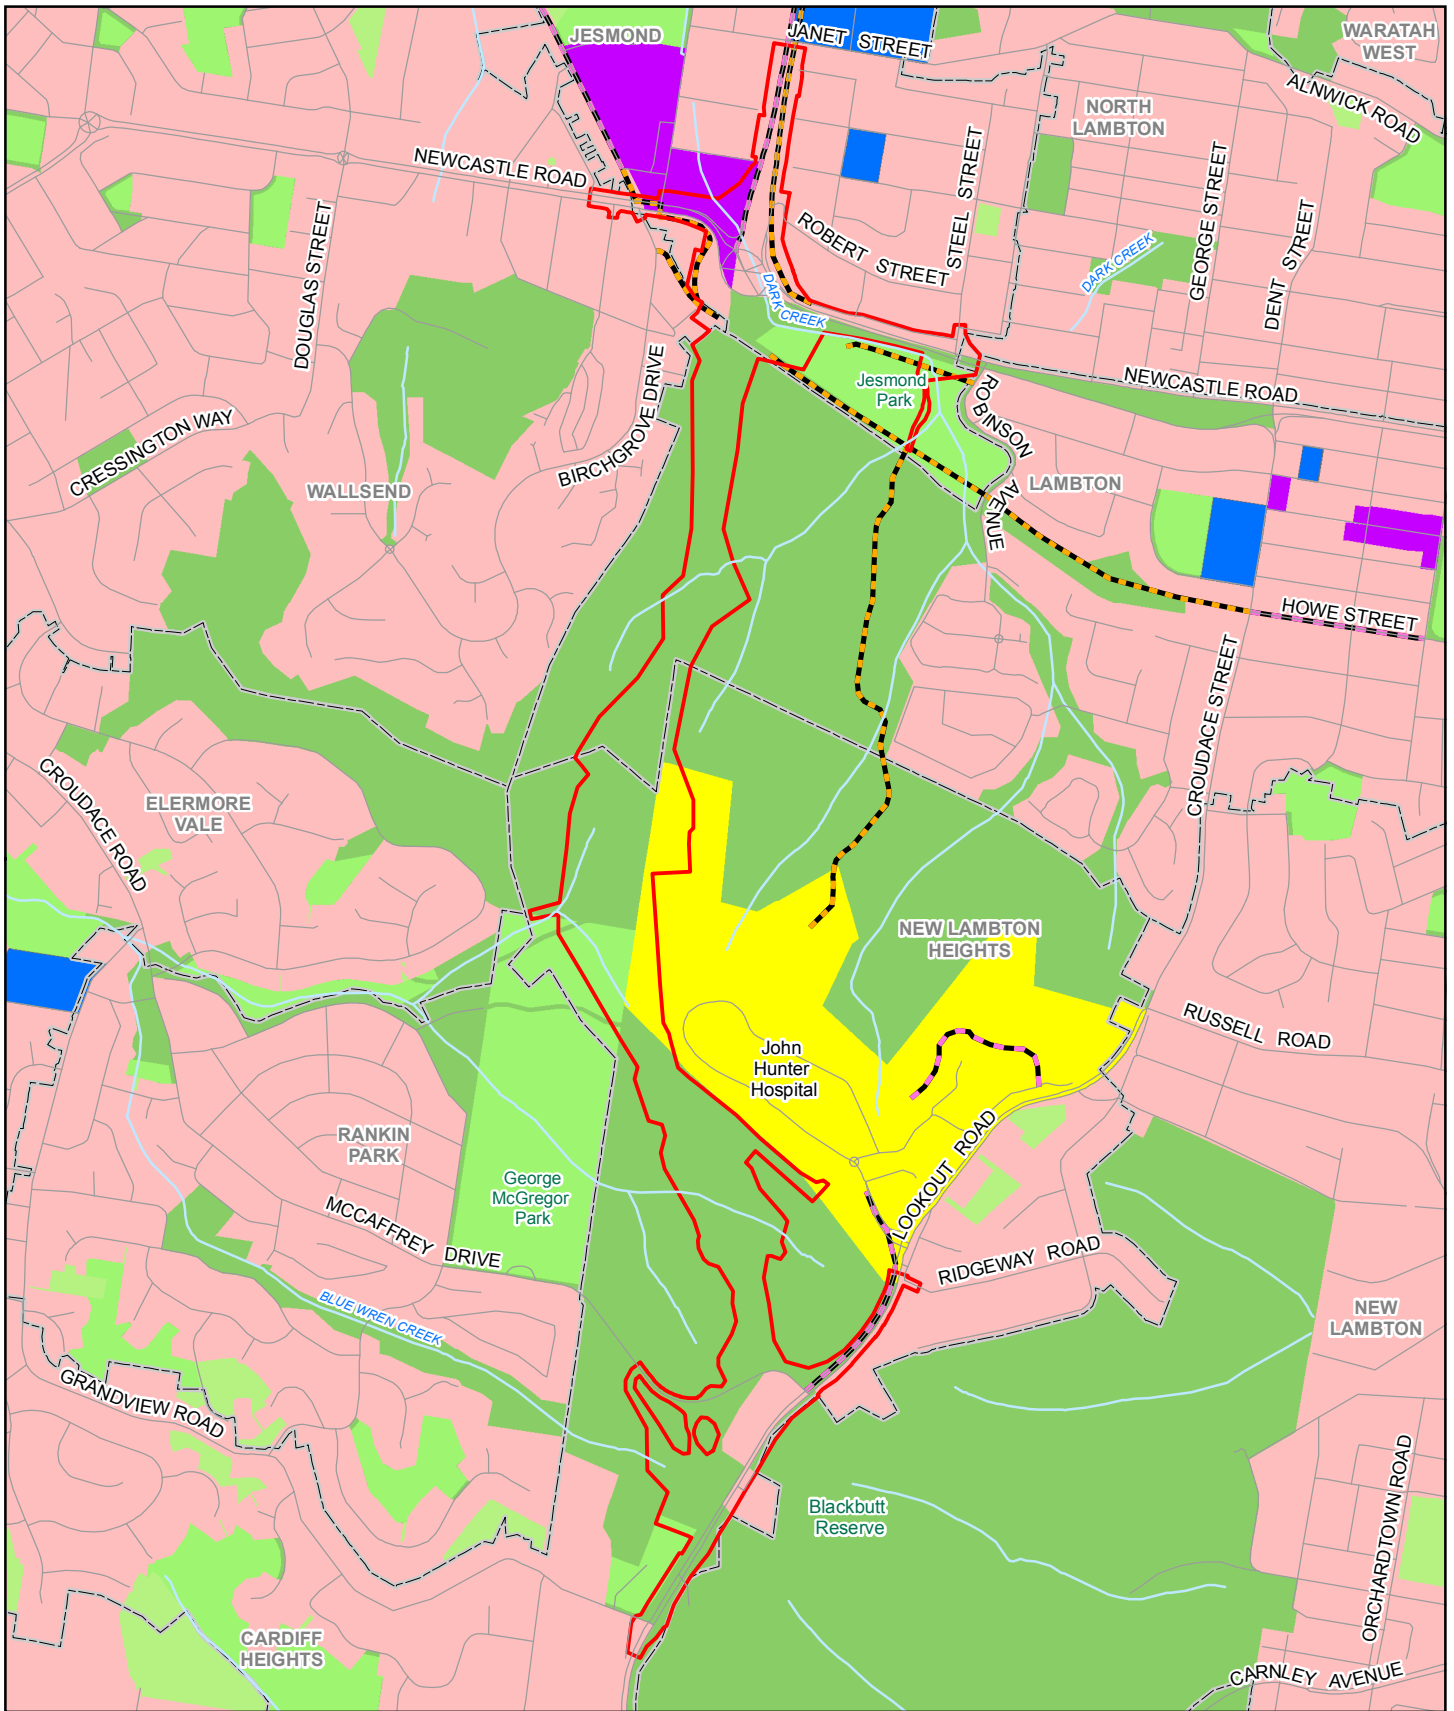 JESMOND
JANET STREET
WARATAH
WEST
ALNWICK ROAD
NORTH
LAMBTON
NEWCASTLE ROAD
STEEL STREET
GEORGE STREET
DENT STREET
DOUGLAS STREET
ROBERT STREET
DARK CREEK
DARK CREEK
BIRCHGROVE DRIVE
Jesmond
Park
ROBINSON AVENUE
NEWCASTLE ROAD
CRESSINGTON WAY
WALLSEND
LAMBTON
HOWE STREET
CROUDACE STREET
CROUDACE ROAD
ELERMORE
VALE
NEW LAMBTON
HEIGHTS
RUSSELL ROAD
John
Hunter
Hospital
RANKIN
PARK
LOOKOUT ROAD
George
McGregor
Park
MCCAFFREY DRIVE
RIDGEWAY ROAD
BLUE WREN CREEK
NEW
LAMBTON
GRANDVIEW ROAD
Blackbutt
Reserve
ORCHARDTOWN ROAD
CARDIFF
HEIGHTS
CARNLEY AVENUE